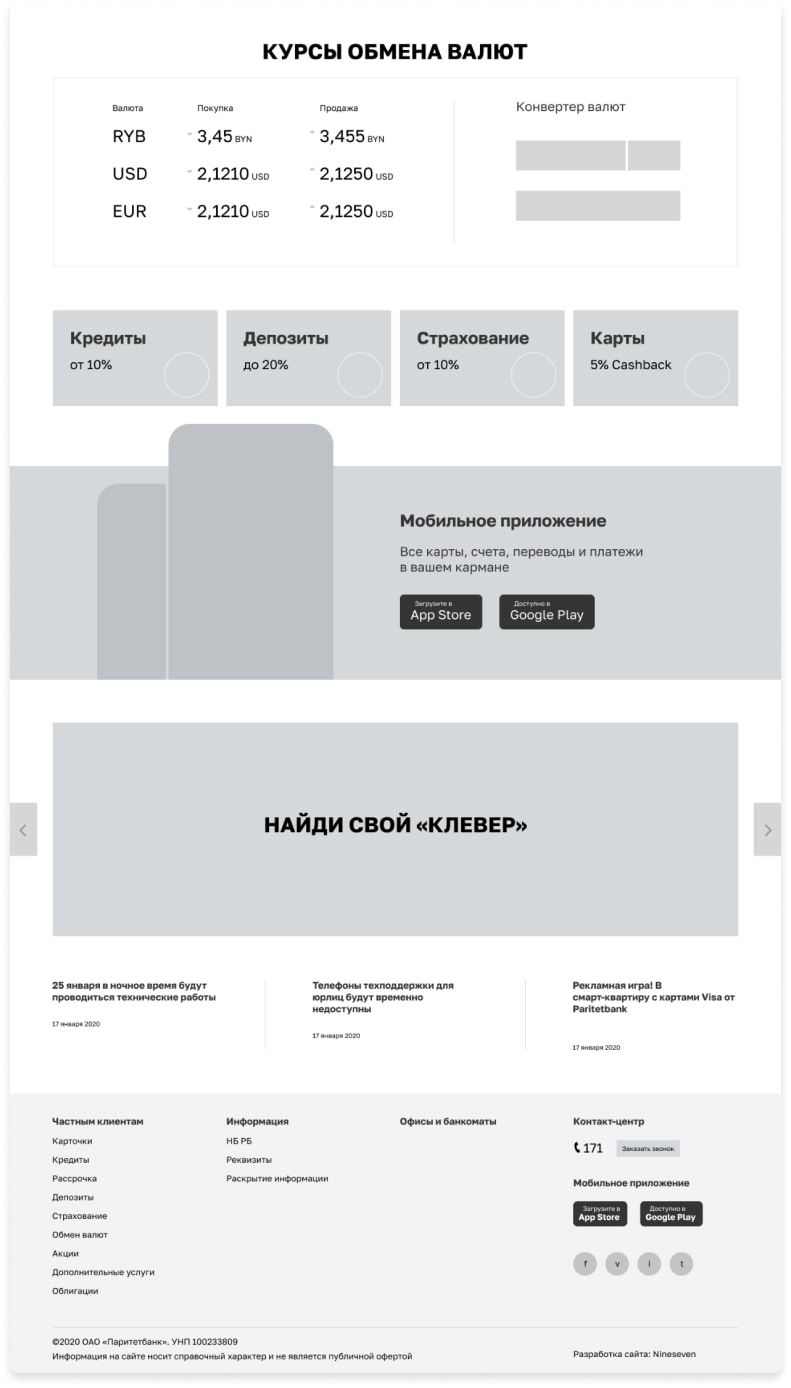 КУРСЫ ОБМЕНА ВАЛЮТ
Валюта Покупка Продажа
Конвертер валют
RYB 3,45 BYN 3,455 BYN
USD 2,1210 USD 2,1250 USD
EUR 2,1210 USD 2,1250 USD
Кредиты
от 10%
Депозиты
до 20%
Страхование
от 10%
Карты
5% Cashback
Мобильное приложение
Все карты, счета, переводы и платежи
в вашем кармане
Загрузите в
App Store
Доступно в
Google Play
НАЙДИ СВОЙ «КЛЕВЕР»
25 января в ночное время будут
проводиться технические работы
17 января 2020
Телефоны техподдержки для
юрлиц будут временно
недоступны
17 января 2020
Рекламная игра! В
смарт-квартиру с картами Visa от
Paritetbank
17 января 2020
Частным клиентам
Карточки
Кредиты
Рассрочка
Депозиты
Страхование
Обмен валют
Акции
Дополнительные услуги
Облигации
Информация
НБ РБ
Реквизиты
Раскрытие информации
Офисы и банкоматы
Контакт-центр
171 Заказать звонок
Мобильное приложение
Загрузите в
App Store
Доступно в
Google Play
f v i t
©2020 ОАО «Паритетбанк». УНП 100233809
Информация на сайте носит справочный характер и не является публичной офертой
Разработка сайта: Nineseven